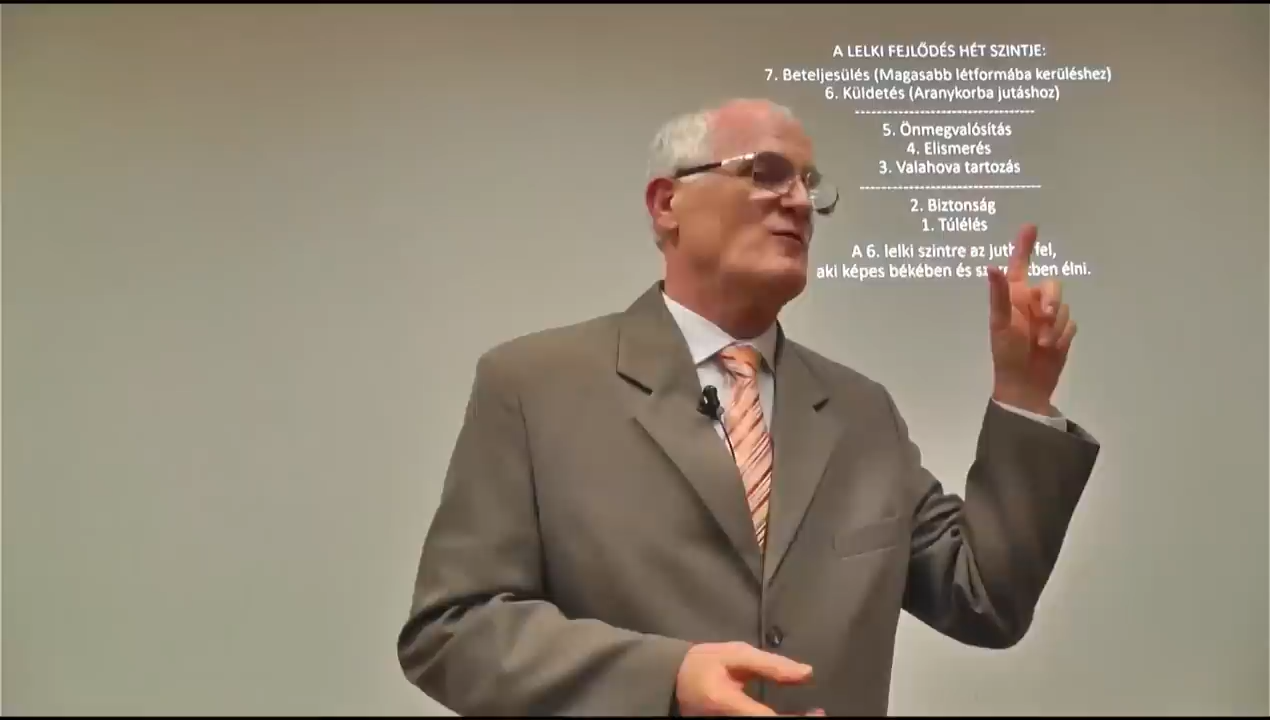 A LELKI FEJLŐDÉS HÉT SZINTJE:
7. Beteljesülés (Magasabb létformába kerüléshez)
6. Küldetés (Aranykorba jutáshoz)
------------------------------
5. Önmegvalósítás
4. Elismerés
3. Valahova tartozás
------------------------------
2. Biztonság
1. Túlélés
A 6. lelki szintre az fel,
aki képes békében és élni.